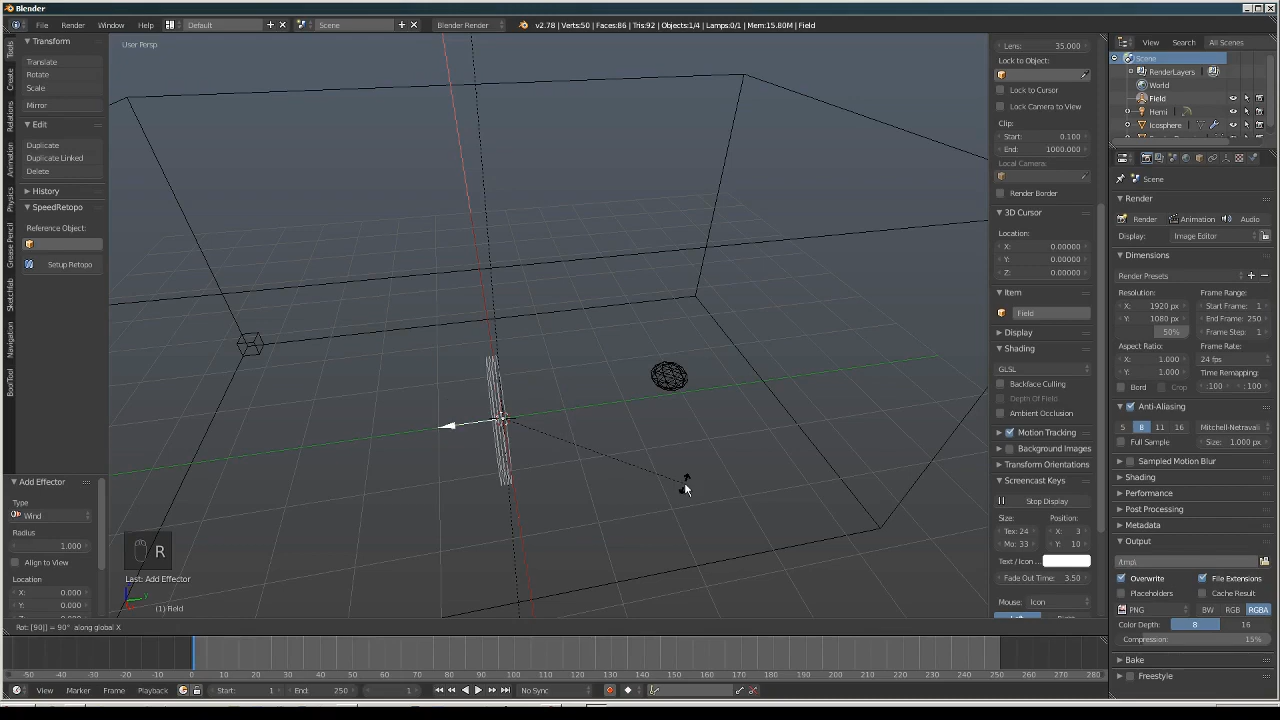 Blender
File Render Window Help Default Scene Blender Render v2.78 | Verts:50 | Faces:86 | Tris:92 | Objects:1/4 | Lamps:0/1 | Mem:15.80M | Field
Tools
Create
Relations
Animation
Physics
Grease Pencil
Sketchfab
Navigation
BoolTool
Transform
Translate
Rotate
Scale
Mirror
Edit
Duplicate
Duplicate Linked
Delete
History
SpeedRetopo
Reference Object:
Setup Retopo
Add Effector
Type
Wind
Radius
1.000
Align to View
Location
X: 0.000
Y: 0.000
User Persp
R
Last: Add Effector
(1) Field
Rot: [90|] = 90° along global X
Lens: 35.000
Lock to Object:
Lock to Cursor
Lock Camera to View
Clip:
Start: 0.100
End: 1000.000
Local Camera:
Render Border
3D Cursor
Location:
X: 0.00000
Y: 0.00000
Z: 0.00000
Item
Field
Display
Shading
GLSL
Backface Culling
Depth Of Field
Ambient Occlusion
Motion Tracking
Background Images
Transform Orientations
Screencast Keys
Stop Display
Size: Position:
Tex: 24 X: 3
Mo: 33 Y: 10
Text / Icon ...
Fade Out Time: 3.50
Mouse: Icon
View Search All Scenes
Scene
RenderLayers
World
Field
Hemi
Icosphere
Scene
Render
Render Animation Audio
Display: Image Editor
Dimensions
Render Presets
Resolution: Frame Range:
X: 1920 px Start Frame: 1
Y: 1080 px End Frame: 250
50% Frame Step: 1
Aspect Ratio: Frame Rate:
X: 1.000 24 fps
Y: 1.000 Time Remapping:
Bord Crop :100 :100
Anti-Aliasing
5 8 11 16 Mitchell-Netravali
Full Sample Size: 1.000 px
Sampled Motion Blur
Shading
Performance
Post Processing
Metadata
Output
/tmp\
Overwrite File Extensions
Placeholders Cache Result
PNG BW RGB RGBA
Color Depth: 8 16
Compression: 15%
Bake
Freestyle
-50 -40 -30 -20 -10 0 10 20 30 40 50 60 70 80 90 100 110 120 130 140 150 160 170 180 190 200 210 220 230 240 250 260 270 280
View Marker Frame Playback Start: 1 End: 250 1 No Sync